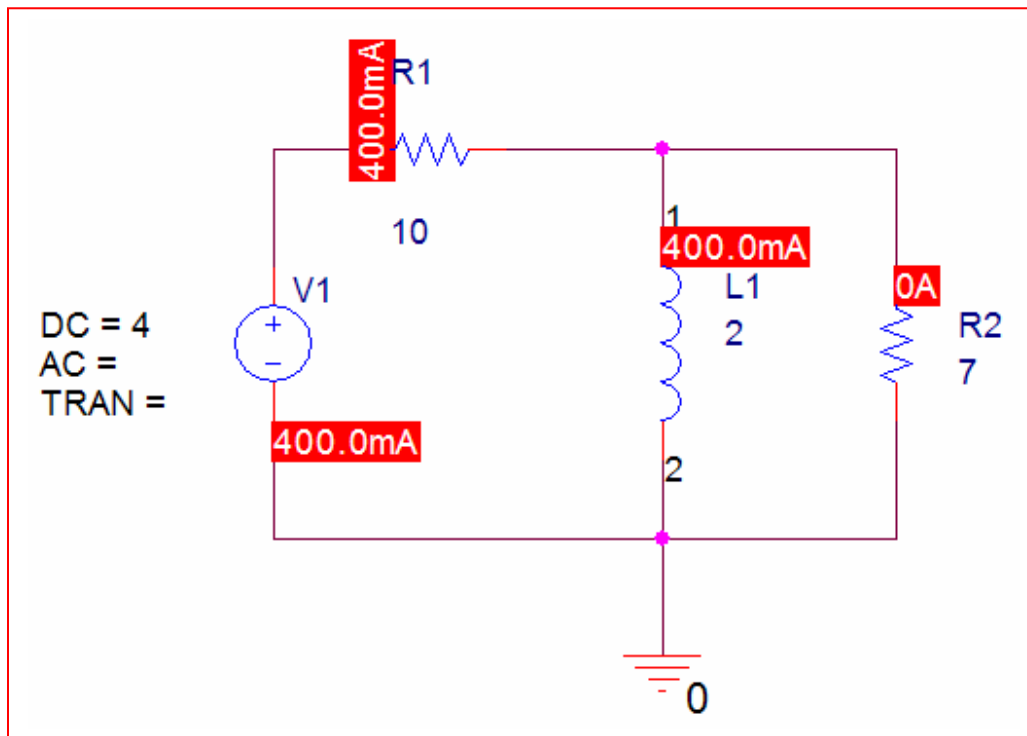 400.0mA
R1
10
1
400.0mA
L1
2
0A
R2
7
V1
+
−
DC = 4
AC =
TRAN =
400.0mA
2
0